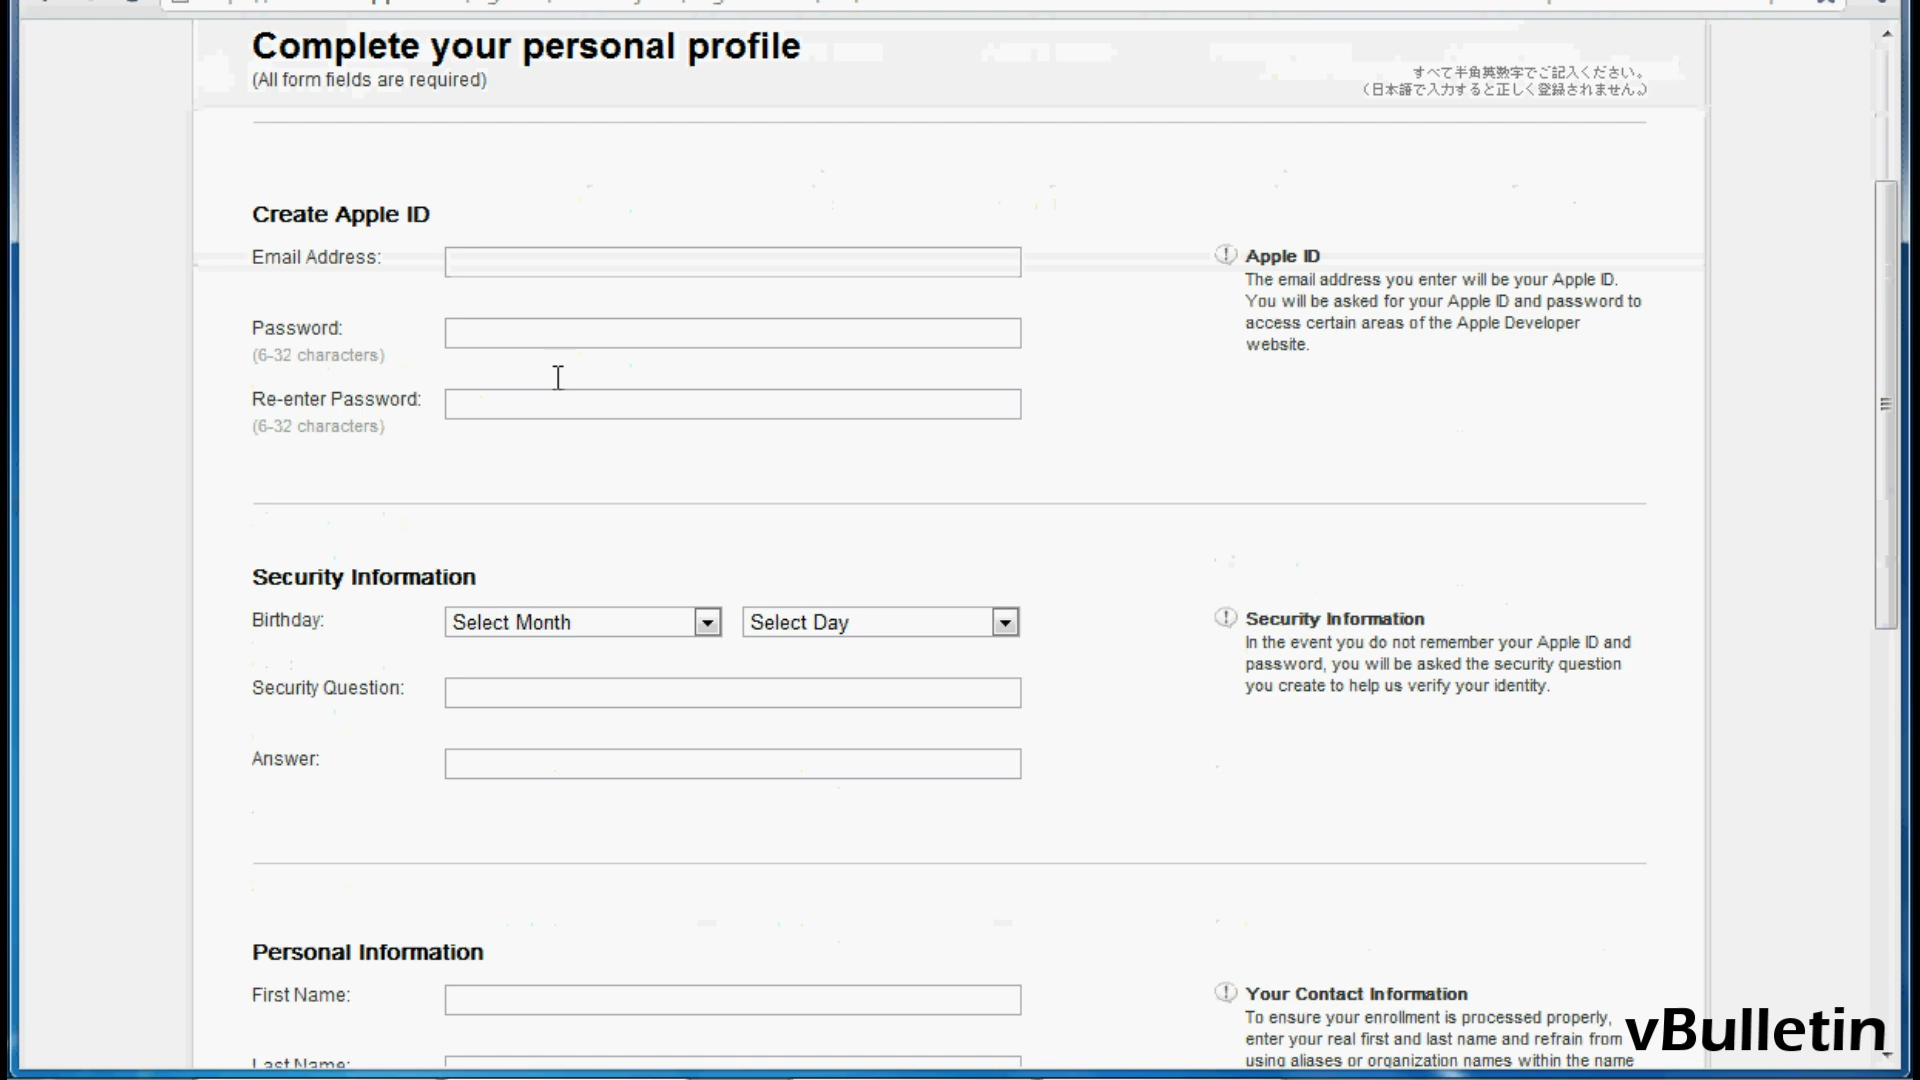 Complete your personal profile
(All form fields are required)
すべて半角英数字でご記入ください。
（日本語で入力すると正しく登録されません。）
Create Apple ID
Email Address:
Apple ID
The email address you enter will be your Apple ID.
You will be asked for your Apple ID and password to
access certain areas of the Apple Developer
website.
Password:
(6-32 characters)
Re-enter Password:
(6-32 characters)
Security Information
Birthday:
Select Month
Select Day
Security Information
In the event you do not remember your Apple ID and
password, you will be asked the security question
you create to help us verify your identity.
Security Question:
Answer:
Personal Information
First Name:
Your Contact Information
To ensure your enrollment is processed properly,
enter your real first and last name and refrain from
using aliases or organization names within the name
Last Name:
vBulletin